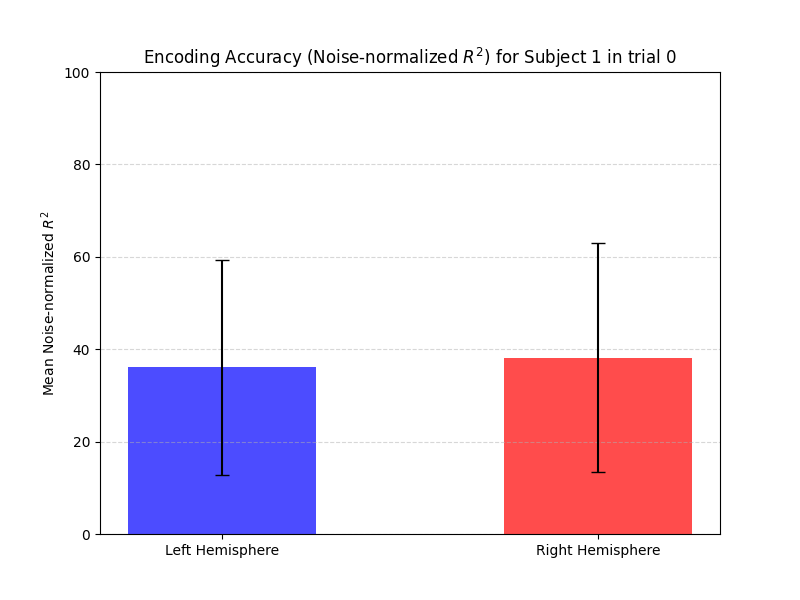 Encoding Accuracy (Noise-normalized R²) for Subject 1 in trial 0
Mean Noise-normalized R²
100
80
60
40
20
0
Left Hemisphere
Right Hemisphere